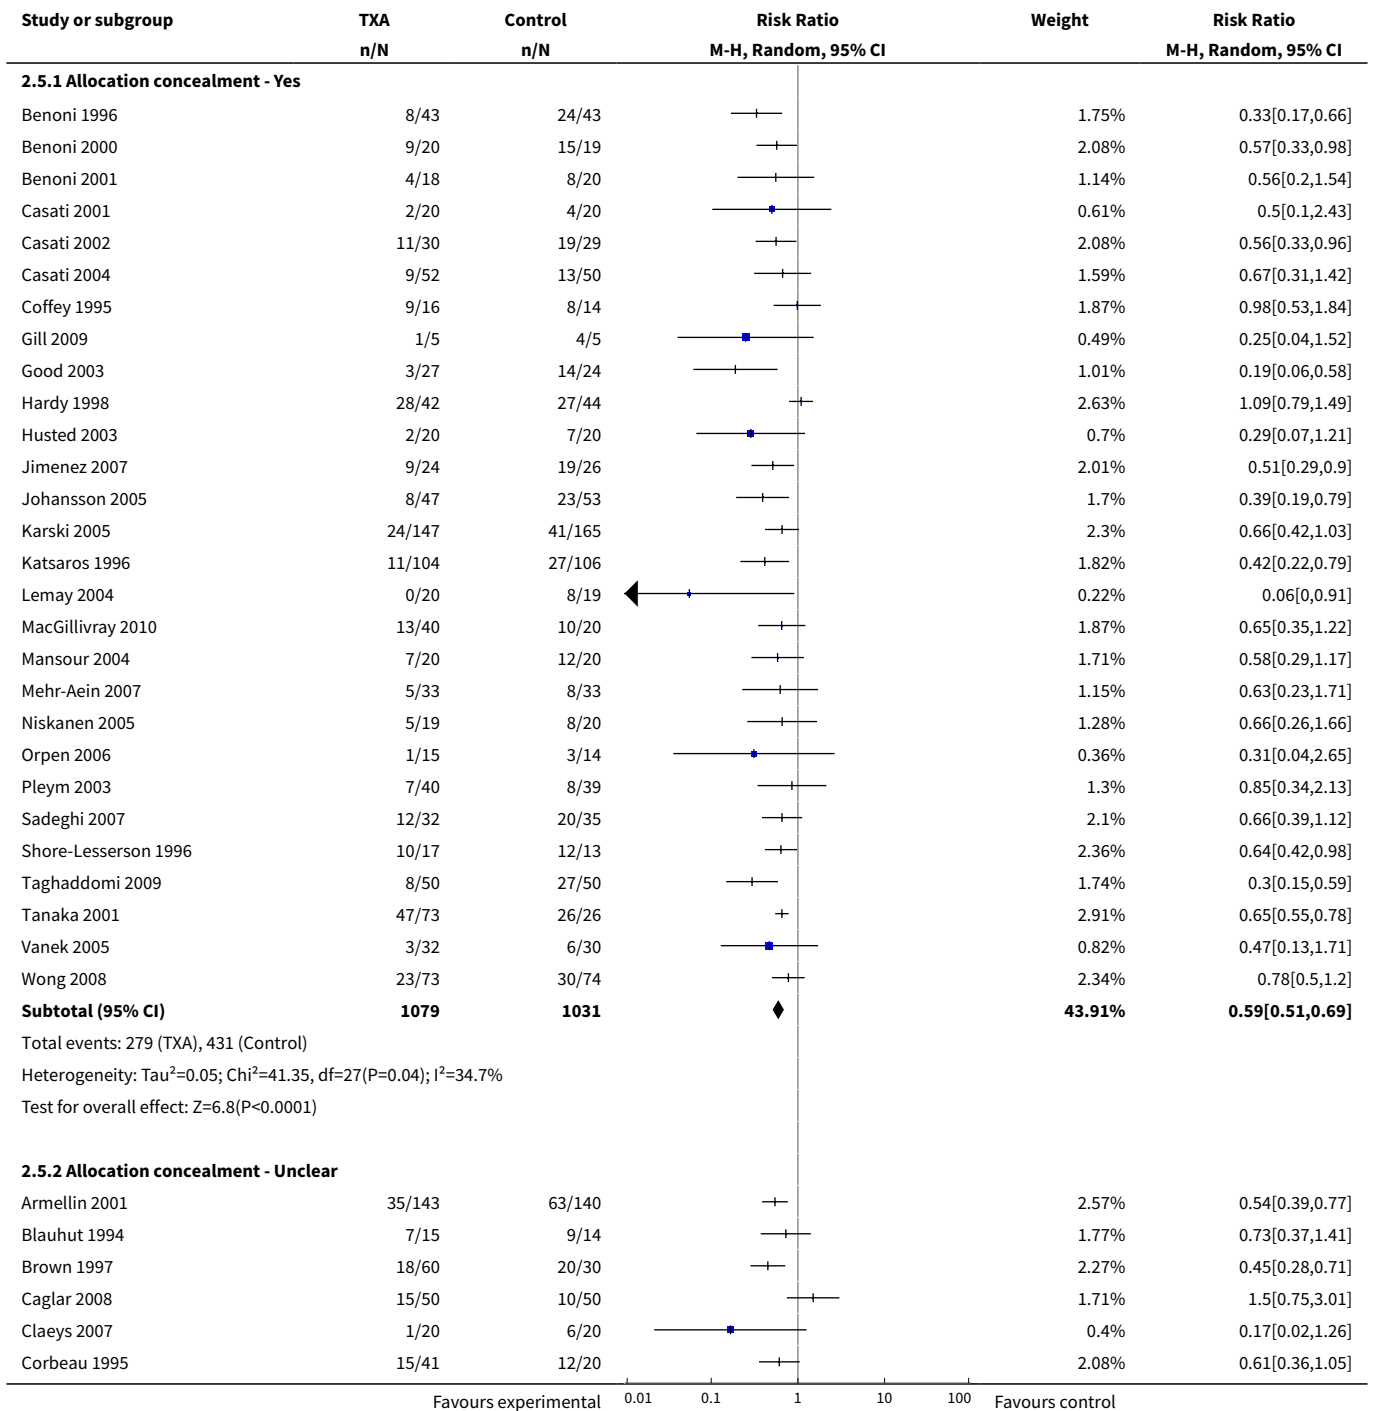 Study or subgroup TXA Control Risk Ratio Weight Risk Ratio
n/N n/N M-H, Random, 95% CI M-H, Random, 95% CI
2.5.1 Allocation concealment - Yes
Benoni 1996 8/43 24/43 1.75% 0.33[0.17,0.66]
Benoni 2000 9/20 15/19 2.08% 0.57[0.33,0.98]
Benoni 2001 4/18 8/20 1.14% 0.56[0.2,1.54]
Casati 2001 2/20 4/20 0.61% 0.5[0.1,2.43]
Casati 2002 11/30 19/29 2.08% 0.56[0.33,0.96]
Casati 2004 9/52 13/50 1.59% 0.67[0.31,1.42]
Coffey 1995 9/16 8/14 1.87% 0.98[0.53,1.84]
Gill 2009 1/5 4/5 0.49% 0.25[0.04,1.52]
Good 2003 3/27 14/24 1.01% 0.19[0.06,0.58]
Hardy 1998 28/42 27/44 2.63% 1.09[0.79,1.49]
Husted 2003 2/20 7/20 0.7% 0.29[0.07,1.21]
Jimenez 2007 9/24 19/26 2.01% 0.51[0.29,0.9]
Johansson 2005 8/47 23/53 1.7% 0.39[0.19,0.79]
Karski 2005 24/147 41/165 2.3% 0.66[0.42,1.03]
Katsaros 1996 11/104 27/106 1.82% 0.42[0.22,0.79]
Lemay 2004 0/20 8/19 0.22% 0.06[0,0.91]
MacGillivray 2010 13/40 10/20 1.87% 0.65[0.35,1.22]
Mansour 2004 7/20 12/20 1.71% 0.58[0.29,1.17]
Mehr-Aein 2007 5/33 8/33 1.15% 0.63[0.23,1.71]
Niskanen 2005 5/19 8/20 1.28% 0.66[0.26,1.66]
Orpen 2006 1/15 3/14 0.36% 0.31[0.04,2.65]
Pleym 2003 7/40 8/39 1.3% 0.85[0.34,2.13]
Sadeghi 2007 12/32 20/35 2.1% 0.66[0.39,1.12]
Shore-Lesserson 1996 10/17 12/13 2.36% 0.64[0.42,0.98]
Taghaddomi 2009 8/50 27/50 1.74% 0.3[0.15,0.59]
Tanaka 2001 47/73 26/26 2.91% 0.65[0.55,0.78]
Vanek 2005 3/32 6/30 0.82% 0.47[0.13,1.71]
Wong 2008 23/73 30/74 2.34% 0.78[0.5,1.2]
Subtotal (95% CI) 1079 1031 43.91% 0.59[0.51,0.69]
Total events: 279 (TXA), 431 (Control)
Heterogeneity: Tau²=0.05; Chi²=41.35, df=27(P=0.04); I²=34.7%
Test for overall effect: Z=6.8(P<0.0001)
2.5.2 Allocation concealment - Unclear
Armellin 2001 35/143 63/140 2.57% 0.54[0.39,0.77]
Blauhut 1994 7/15 9/14 1.77% 0.73[0.37,1.41]
Brown 1997 18/60 20/30 2.27% 0.45[0.28,0.71]
Caglar 2008 15/50 10/50 1.71% 1.5[0.75,3.01]
Claeys 2007 1/20 6/20 0.4% 0.17[0.02,1.26]
Corbeau 1995 15/41 12/20 2.08% 0.61[0.36,1.05]
Favours experimental 0.01 0.1 1 10 100 Favours control